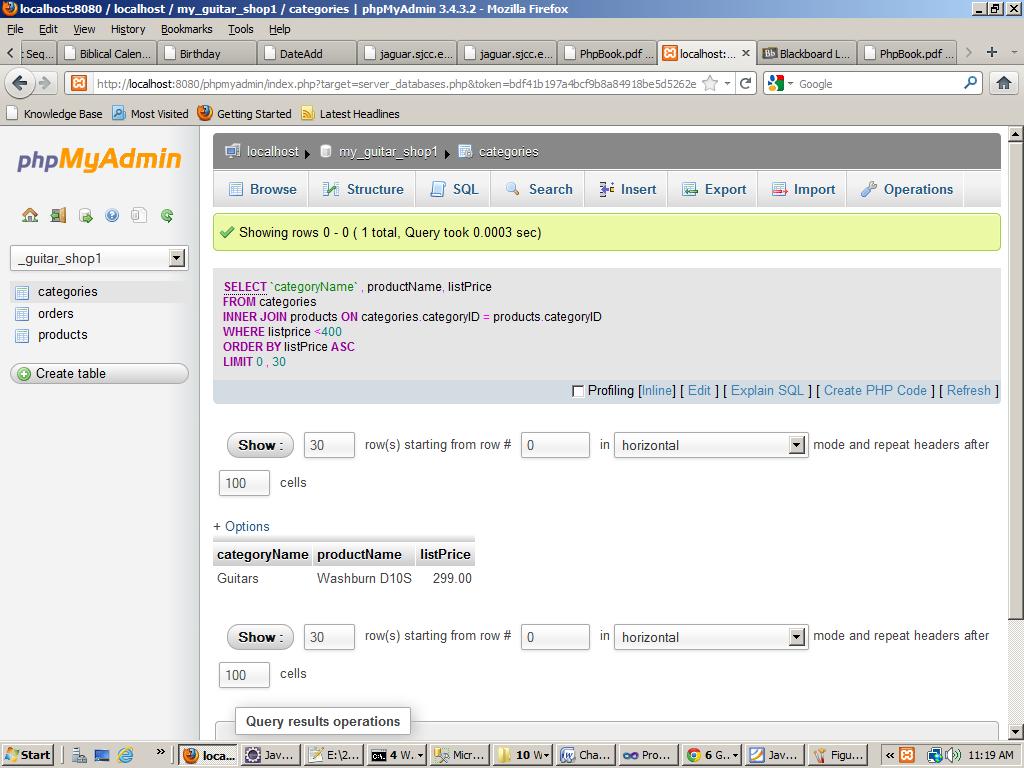 localhost:8080 / localhost / my_guitar_shop1 / categories | phpMyAdmin 3.4.3.2 - Mozilla Firefox
File Edit View History Bookmarks Tools Help
: Seq... Biblical Calen... Birthday DateAdd jaguar.sjcc.e... jaguar.sjcc.e... PhpBook.pdf ... localhost:... Blackboard L... PhpBook.pdf ...
http://localhost:8080/phpmyadmin/index.php?target=server_databases.php&token=bdf41b197a4bcf9b8a84918be5d5262e Google
Knowledge Base Most Visited Getting Started Latest Headlines
phpMyAdmin
_guitar_shop1
categories
orders
products
Create table
localhost my_guitar_shop1 categories
Browse Structure SQL Search Insert Export Import Operations
Showing rows 0 - 0 ( 1 total, Query took 0.0003 sec)
SELECT `categoryName` , productName, listPrice
FROM categories
INNER JOIN products ON categories.categoryID = products.categoryID
WHERE listprice <400
ORDER BY listPrice ASC
LIMIT 0 , 30
Profiling [Inline] [ Edit ] [ Explain SQL ] [ Create PHP Code ] [ Refresh ]
Show : 30 row(s) starting from row # 0 in horizontal mode and repeat headers after
100 cells
+ Options
categoryName productName listPrice
Guitars Washburn D10S 299.00
Show : 30 row(s) starting from row # 0 in horizontal mode and repeat headers after
100 cells
Query results operations
Start » loca... Jav... E:\2... 4 W... Micr... 10 W Cha... Pro... 6 G.. Jav... Figu... « 11:19 AM